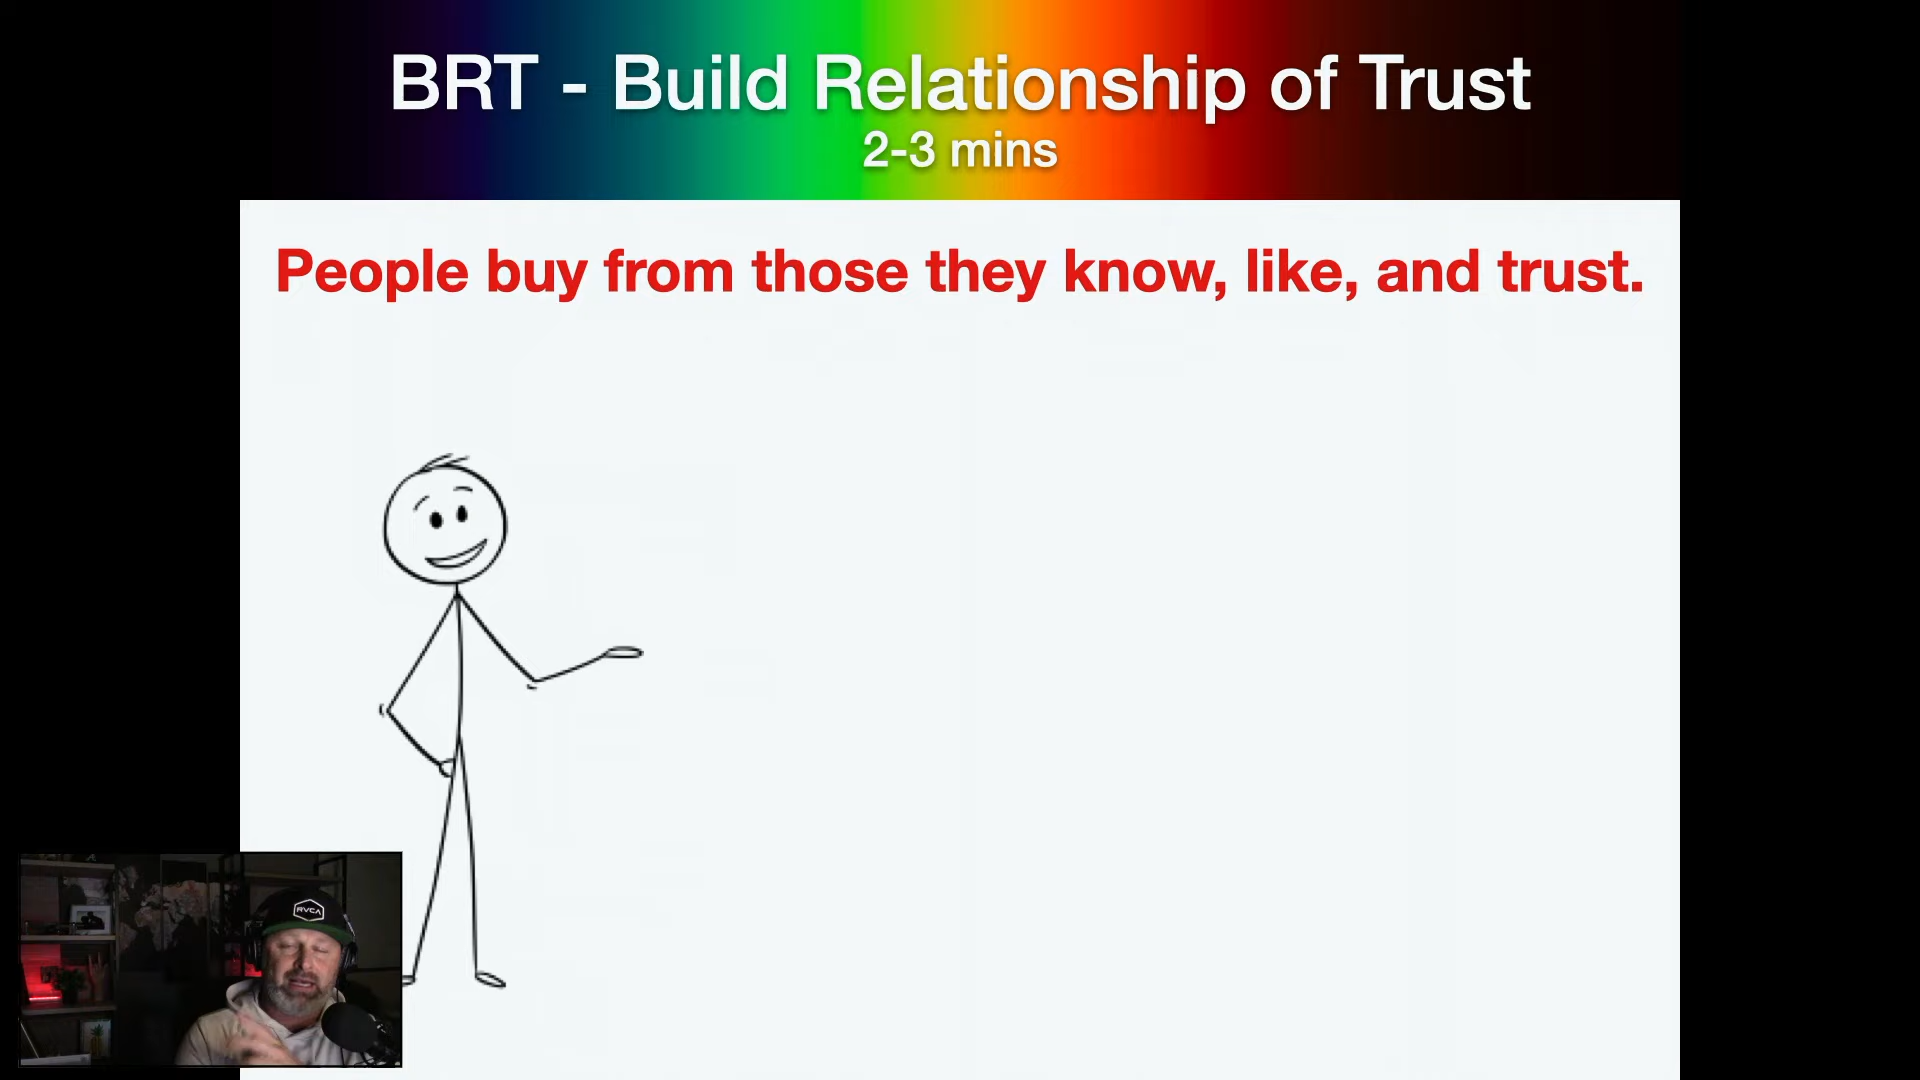 BRT - Build Relationship of Trust
2-3 mins
People buy from those they know, like, and trust.
RVCA